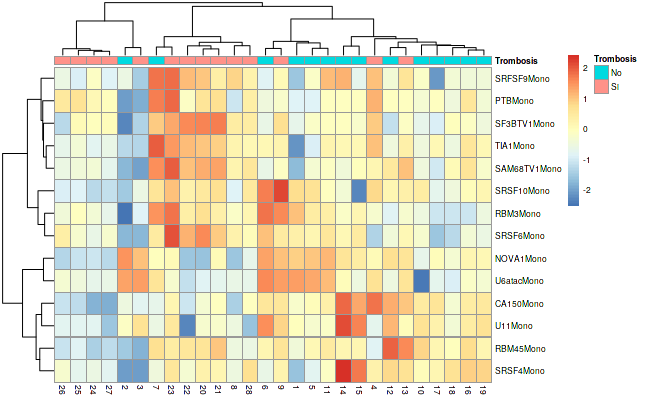 Trombosis
SRFSF9Mono
PTBMono
SF3BTV1Mono
TIA1Mono
SAM68TV1Mono
SRSF10Mono
RBM3Mono
SRSF6Mono
NOVA1Mono
U6atacMono
CA150Mono
U11Mono
RBM45Mono
SRSF4Mono
26 25 24 27 2 3 7 23 22 20 21 8 28 6 9 1 5 11 14 15 4 12 13 10 17 18 16 19
2
1
0
-1
-2
Trombosis
No
SI